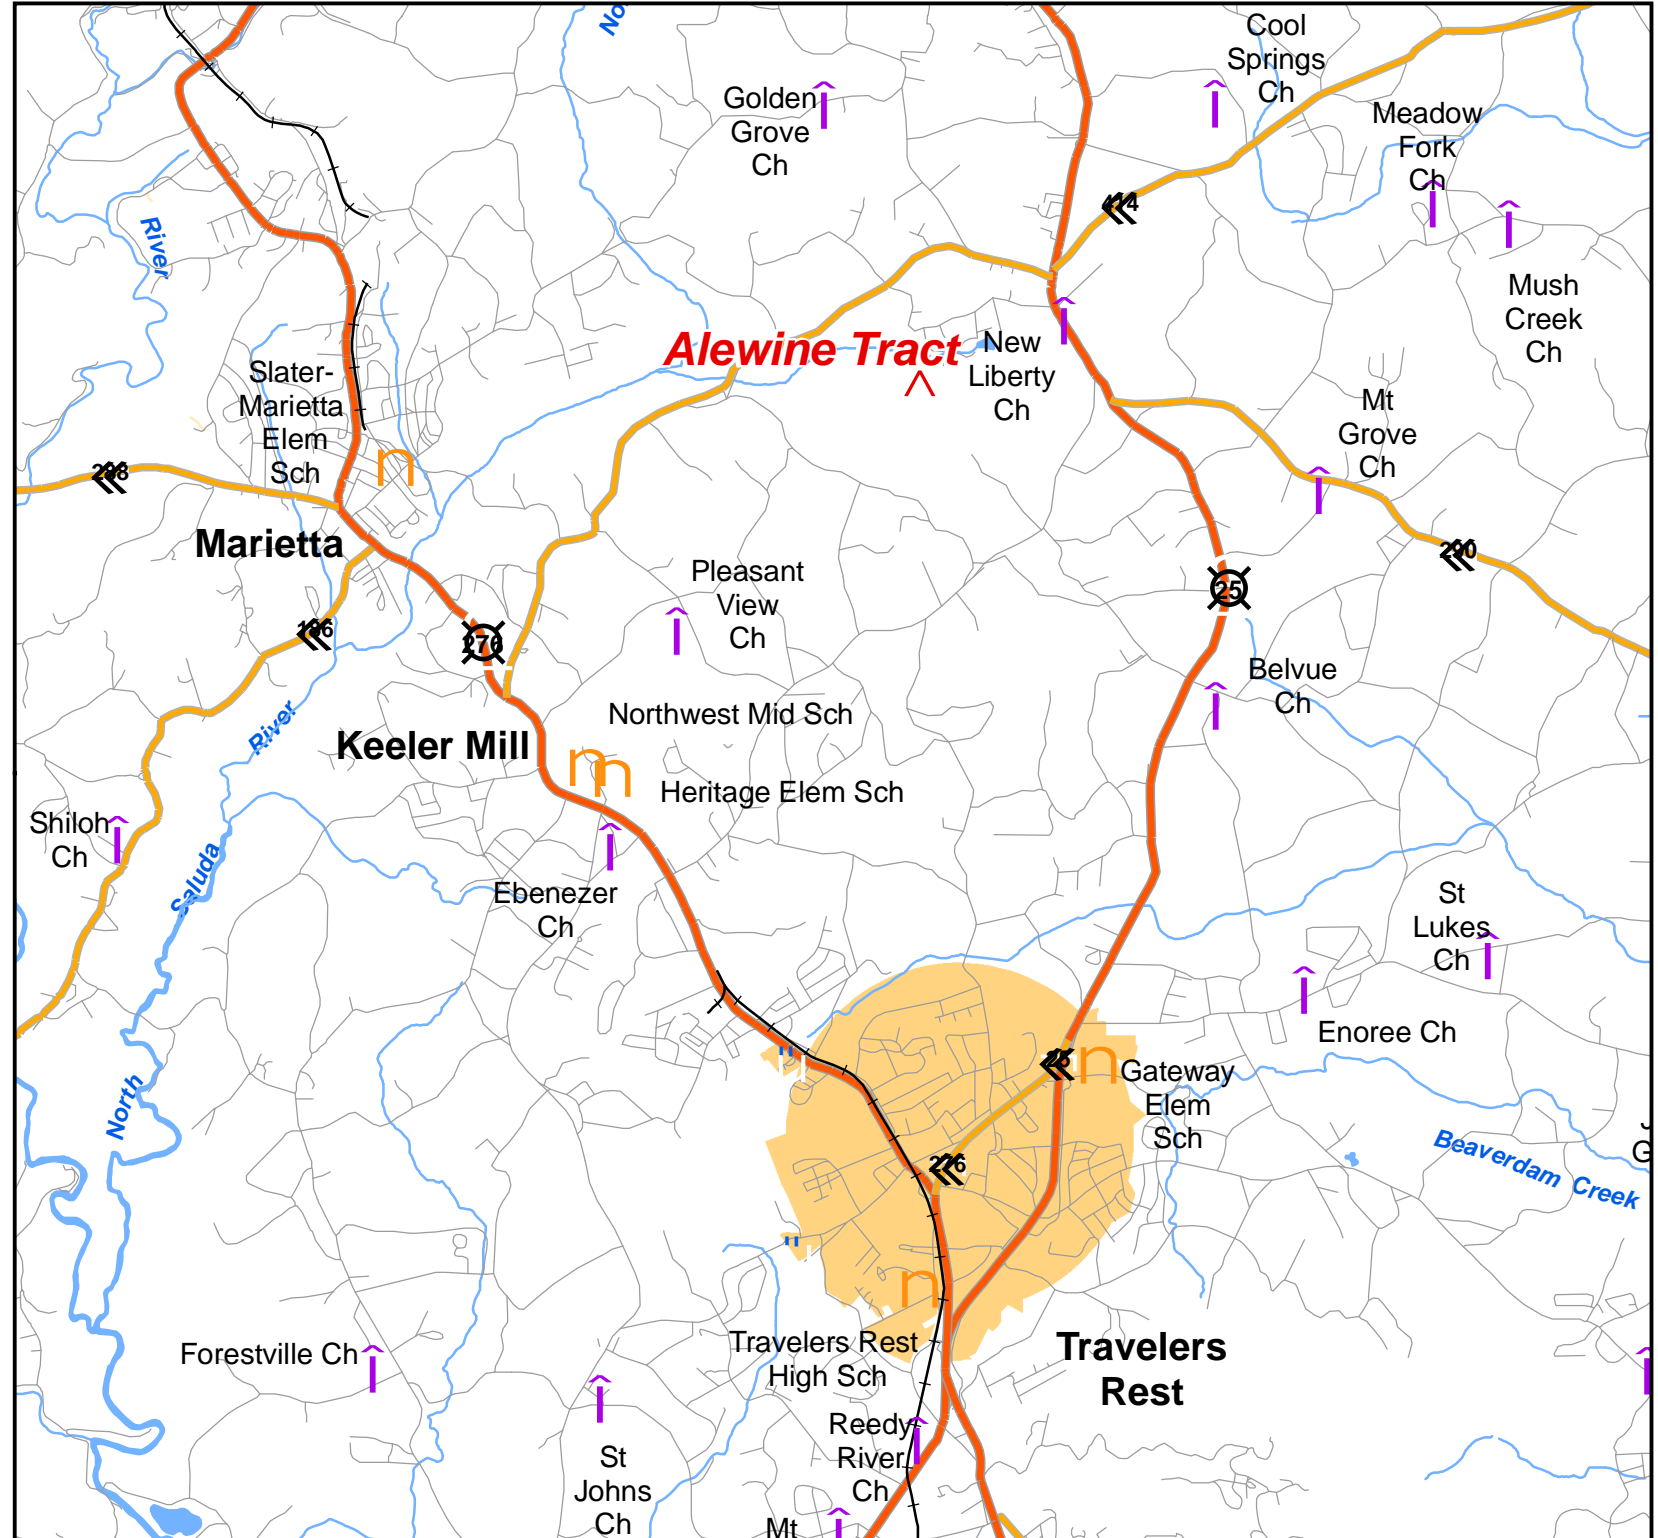 No
Cool
Springs
Ch
Golden
Grove
Ch
Meadow
Fork
Ch
414
River
Mush
Creek
Ch
Alewine Tract
New
Liberty
Ch
Slater-
Marietta
Elem
Sch
Mt
Grove
Ch
288
Marietta
290
Pleasant
View
Ch
25
186
276
Belvue
Ch
River
Northwest Mid Sch
Keeler Mill
Heritage Elem Sch
Shiloh
Ch
Saluda
Ebenezer
Ch
St
Lukes
Ch
Enoree Ch
25
Gateway
Elem
Sch
North
G
Beaverdam Creek
276
Travelers Rest
High Sch
Forestville Ch
Travelers
Rest
Reedy
River
Ch
St
Johns
Ch
Mt